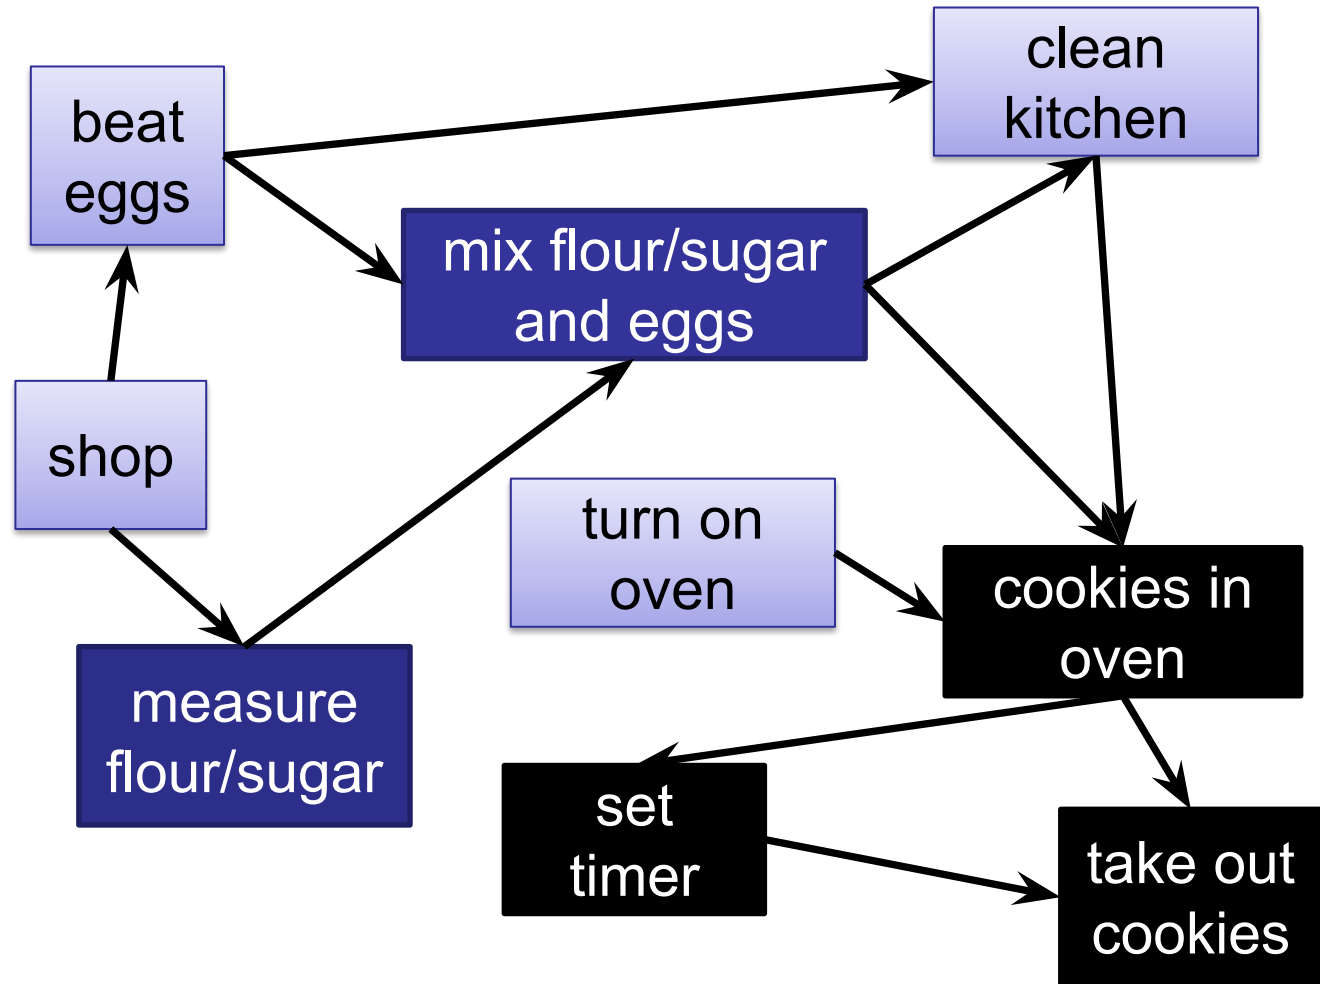 clean
kitchen
beat
eggs
mix flour/sugar
and eggs
shop
turn on
oven
cookies in
oven
measure
flour/sugar
set
timer
take out
cookies